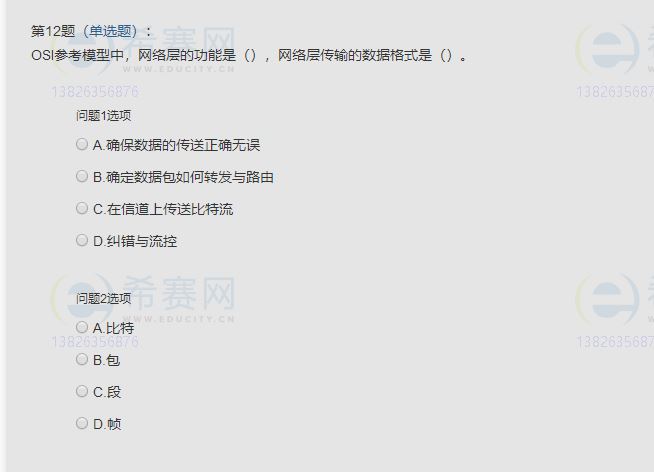 第12题（单选题）：
OSI参考模型中，网络层的功能是（），网络层传输的数据格式是（）。
希赛网
WWW.EDUCITY.CN
13826356876
1382635687
问题1选项
A.确保数据的传送正确无误
B.确定数据包如何转发与路由
C.在信道上传送比特流
D.纠错与流控
希赛网
WWW.EDUCITY.CN
问题2选项
A.比特
13826356876
1382635687
B.包
C.段
D.帧